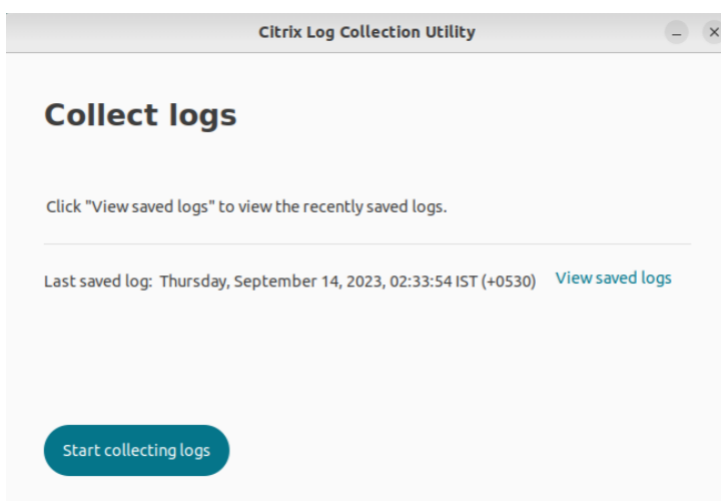 Citrix Log Collection Utility
Collect logs
Click "View saved logs" to view the recently saved logs.
Last saved log: Thursday, September 14, 2023, 02:33:54 IST (+0530) View saved logs
Start collecting logs